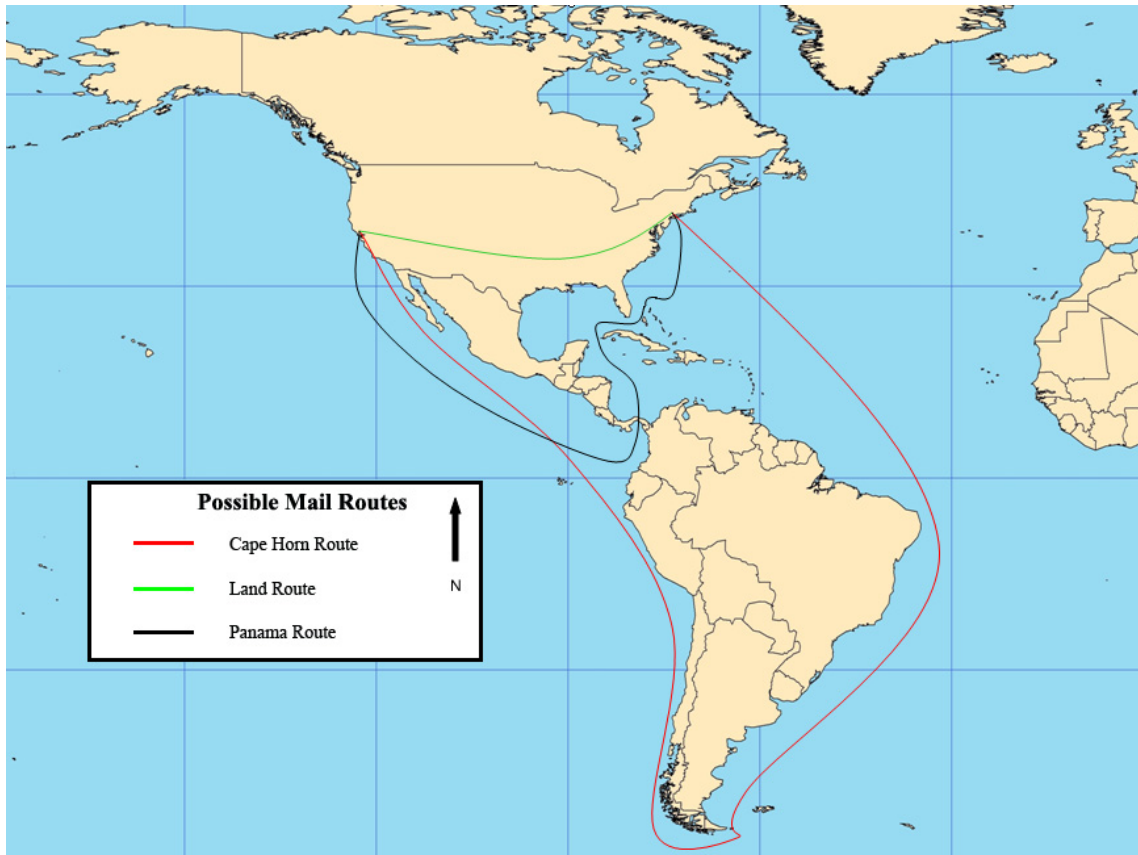 Possible Mail Routes
Cape Horn Route
Land Route
N
Panama Route